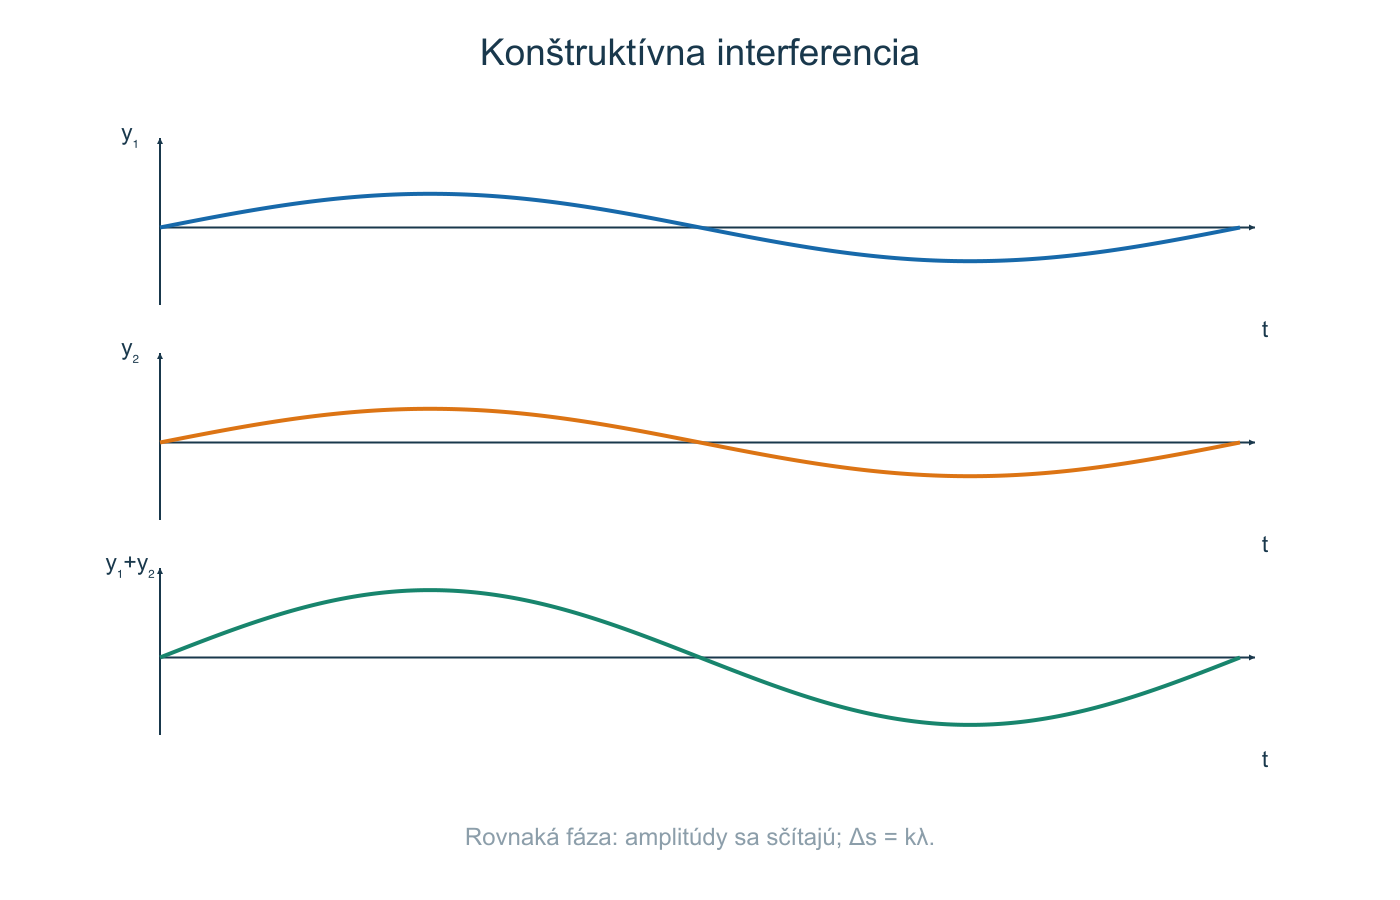 Konštruktívna interferencia
y₁
t
y₂
t
y₁+y₂
t
Rovnaká fáza: amplitúdy sa sčítajú; Δs = kλ.